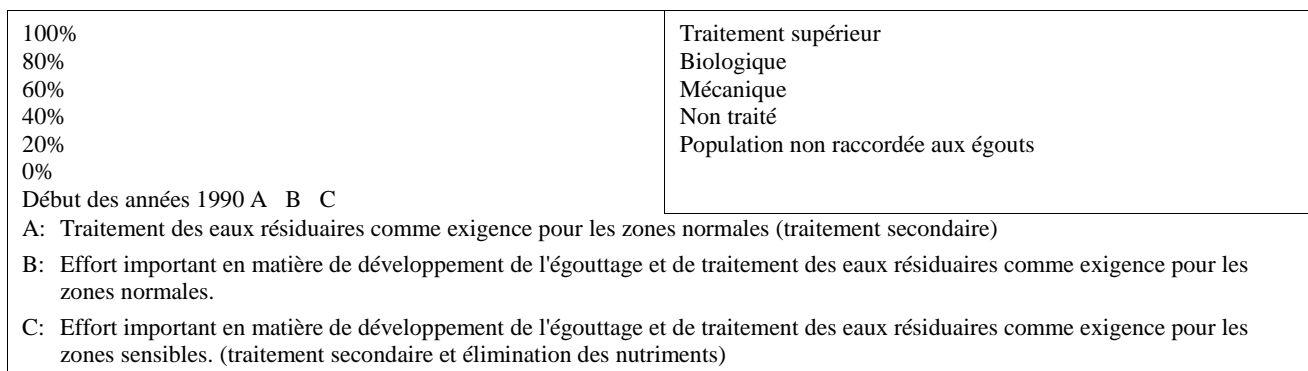 100%
80%
60%
40%
20%
0%
Début des années 1990 A B C
Traitement supérieur
Biologique
Mécanique
Non traité
Population non raccordée aux égouts
A: Traitement des eaux résiduaires comme exigence pour les zones normales (traitement secondaire)
B: Effort important en matière de développement de l'égouttage et de traitement des eaux résiduaires comme exigence pour les
zones normales.
C: Effort important en matière de développement de l'égouttage et de traitement des eaux résiduaires comme exigence pour les
zones sensibles. (traitement secondaire et élimination des nutriments)